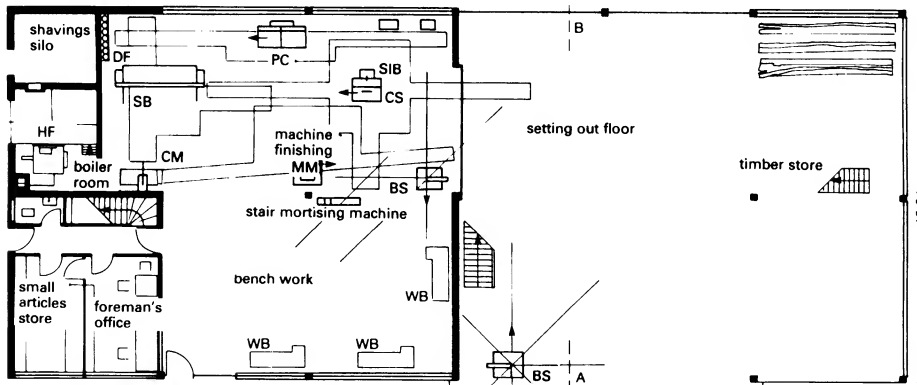 shavings
silo
DF
PC
SIB
CS
SB
HF
boiler
room
CM
machine
finishing
MM
BS
stair mortising machine
setting out floor
B
timber store
bench work
small
articles
store
foreman's
office
WB
WB
WB
BS
A